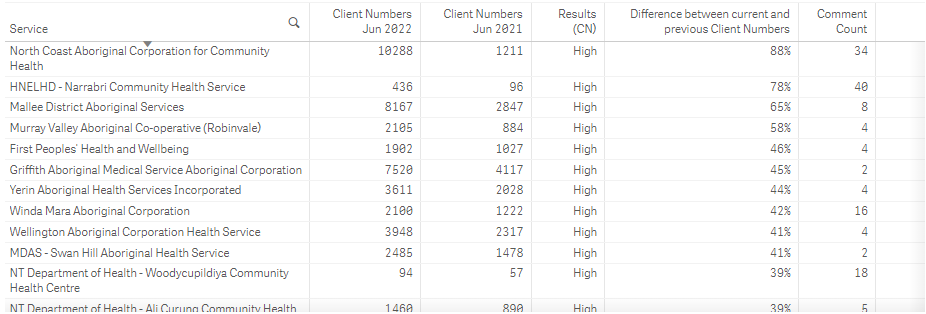 Service Client Numbers Jun 2022 Client Numbers Jun 2021 Results (CN) Difference between current and previous Client Numbers Comment Count
North Coast Aboriginal Corporation for Community Health 10288 1211 High 88% 34
HNELHD - Narrabri Community Health Service 436 96 High 78% 40
Mallee District Aboriginal Services 8167 2847 High 65% 8
Murray Valley Aboriginal Co-operative (Robinvale) 2105 884 High 58% 4
First Peoples' Health and Wellbeing 1902 1027 High 46% 4
Griffith Aboriginal Medical Service Aboriginal Corporation 7520 4117 High 45% 2
Yerin Aboriginal Health Services Incorporated 3611 2028 High 44% 4
Winda Mara Aboriginal Corporation 2100 1222 High 42% 16
Wellington Aboriginal Corporation Health Service 3948 2317 High 41% 4
MDAS - Swan Hill Aboriginal Health Service 2485 1478 High 41% 2
NT Department of Health - Woodycupildiya Community Health Centre 94 57 High 39% 18
NT Department of Health - Ali Curung Community Health 1460 890 High 39% 5